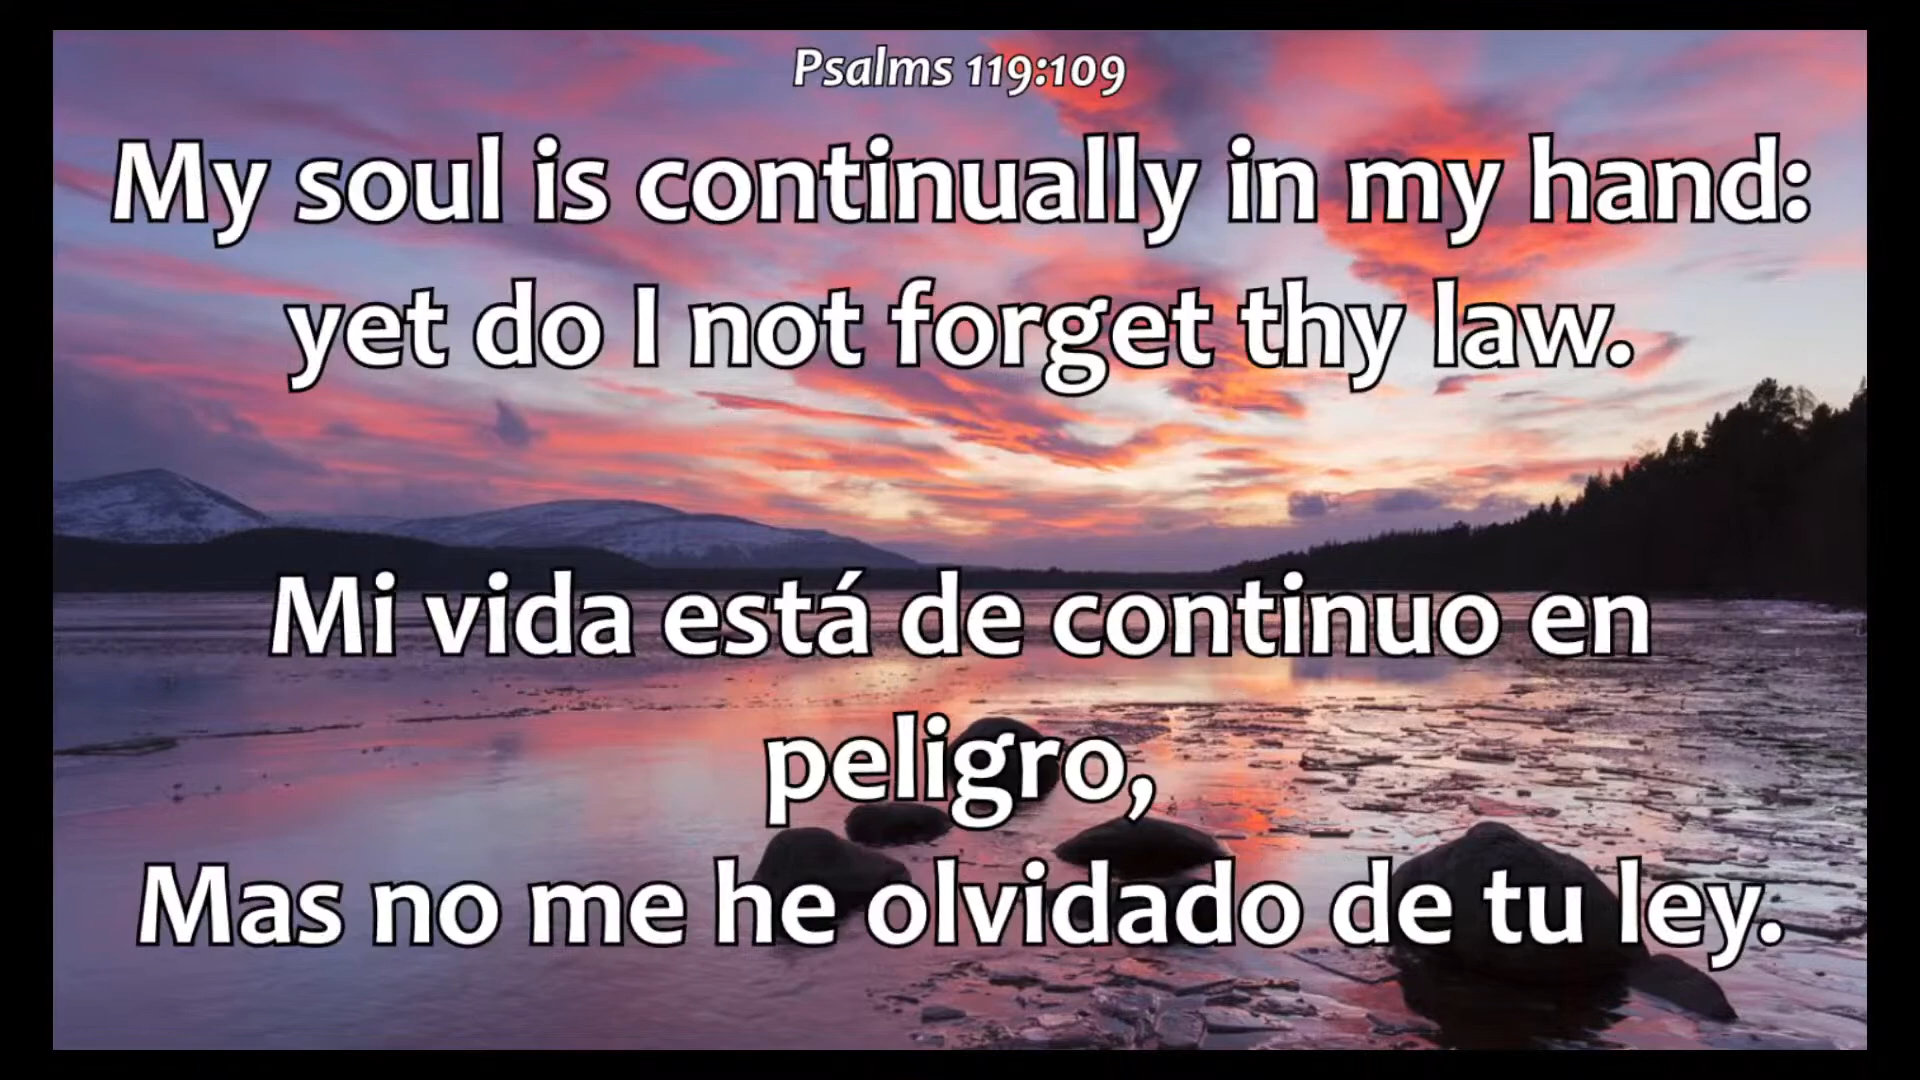 Psalms 119:109
My soul is continually in my hand:
yet do I not forget thy law.
Mi vida está de continuo en
peligro,
Mas no me he olvidado de tu ley.